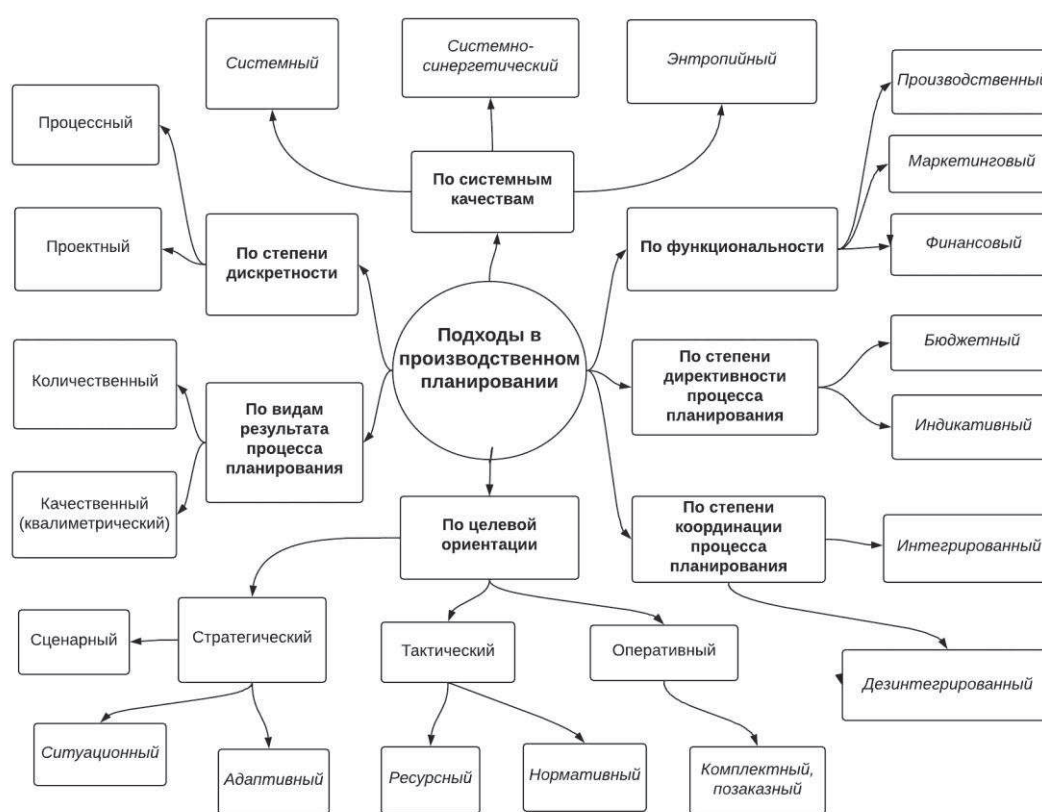 Системный
Системно-
синергетический
Энтропийный
Производственный
Процессный
Маркетинговый
По системным
качествам
Проектный
По степени
дискретности
По функциональности
Финансовый
Подходы в
производственном
планировании
Бюджетный
Количественный
По степени
директивности
процесса
планирования
По видам
результата
процесса
планирования
Индикативный
Качественный
(квалиметрический)
По целевой
ориентации
По степени
координации
процесса
планирования
Интегрированный
Сценарный
Стратегический
Тактический
Оперативный
Дезинтегрированный
Ситуационный
Адаптивный
Ресурсный
Нормативный
Комплектный,
позаказный